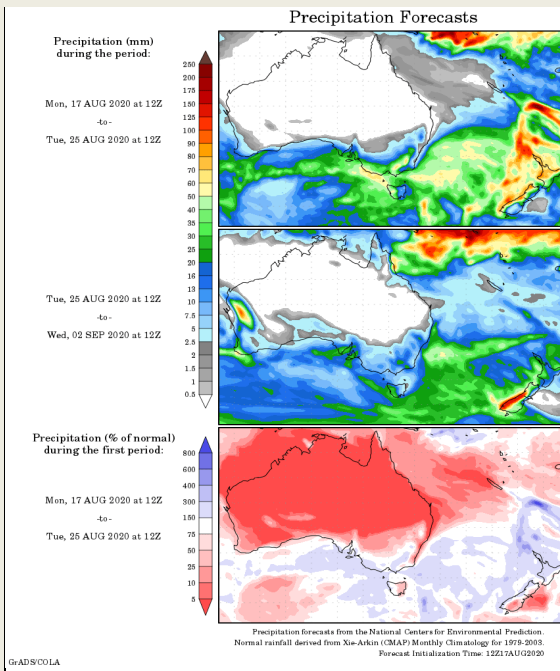 Precipitation Forecasts
Precipitation (mm)
during the period:
Mon, 17 AUG 2020 at 12Z
-to-
Tue, 25 AUG 2020 at 12Z
250
200
175
150
125
100
90
80
70
60
50
40
35
30
25
20
16
13
10
7.5
5
2.5
2
1.5
1
0.5
Tue, 25 AUG 2020 at 12Z
-to-
Wed, 02 SEP 2020 at 12Z
Precipitation (% of normal)
during the first period:
Mon, 17 AUG 2020 at 12Z
-to-
Tue, 25 AUG 2020 at 12Z
800
600
400
300
150
75
50
25
10
5
Precipitation forecasts from the National Centers for Environmental Prediction.
Normal rainfall derived from Xie-Arkin (CMAP) Monthly Climatology for 1979-2003.
Forecast Initialization Time: 12Z17AUG2020
GrADS/COLA